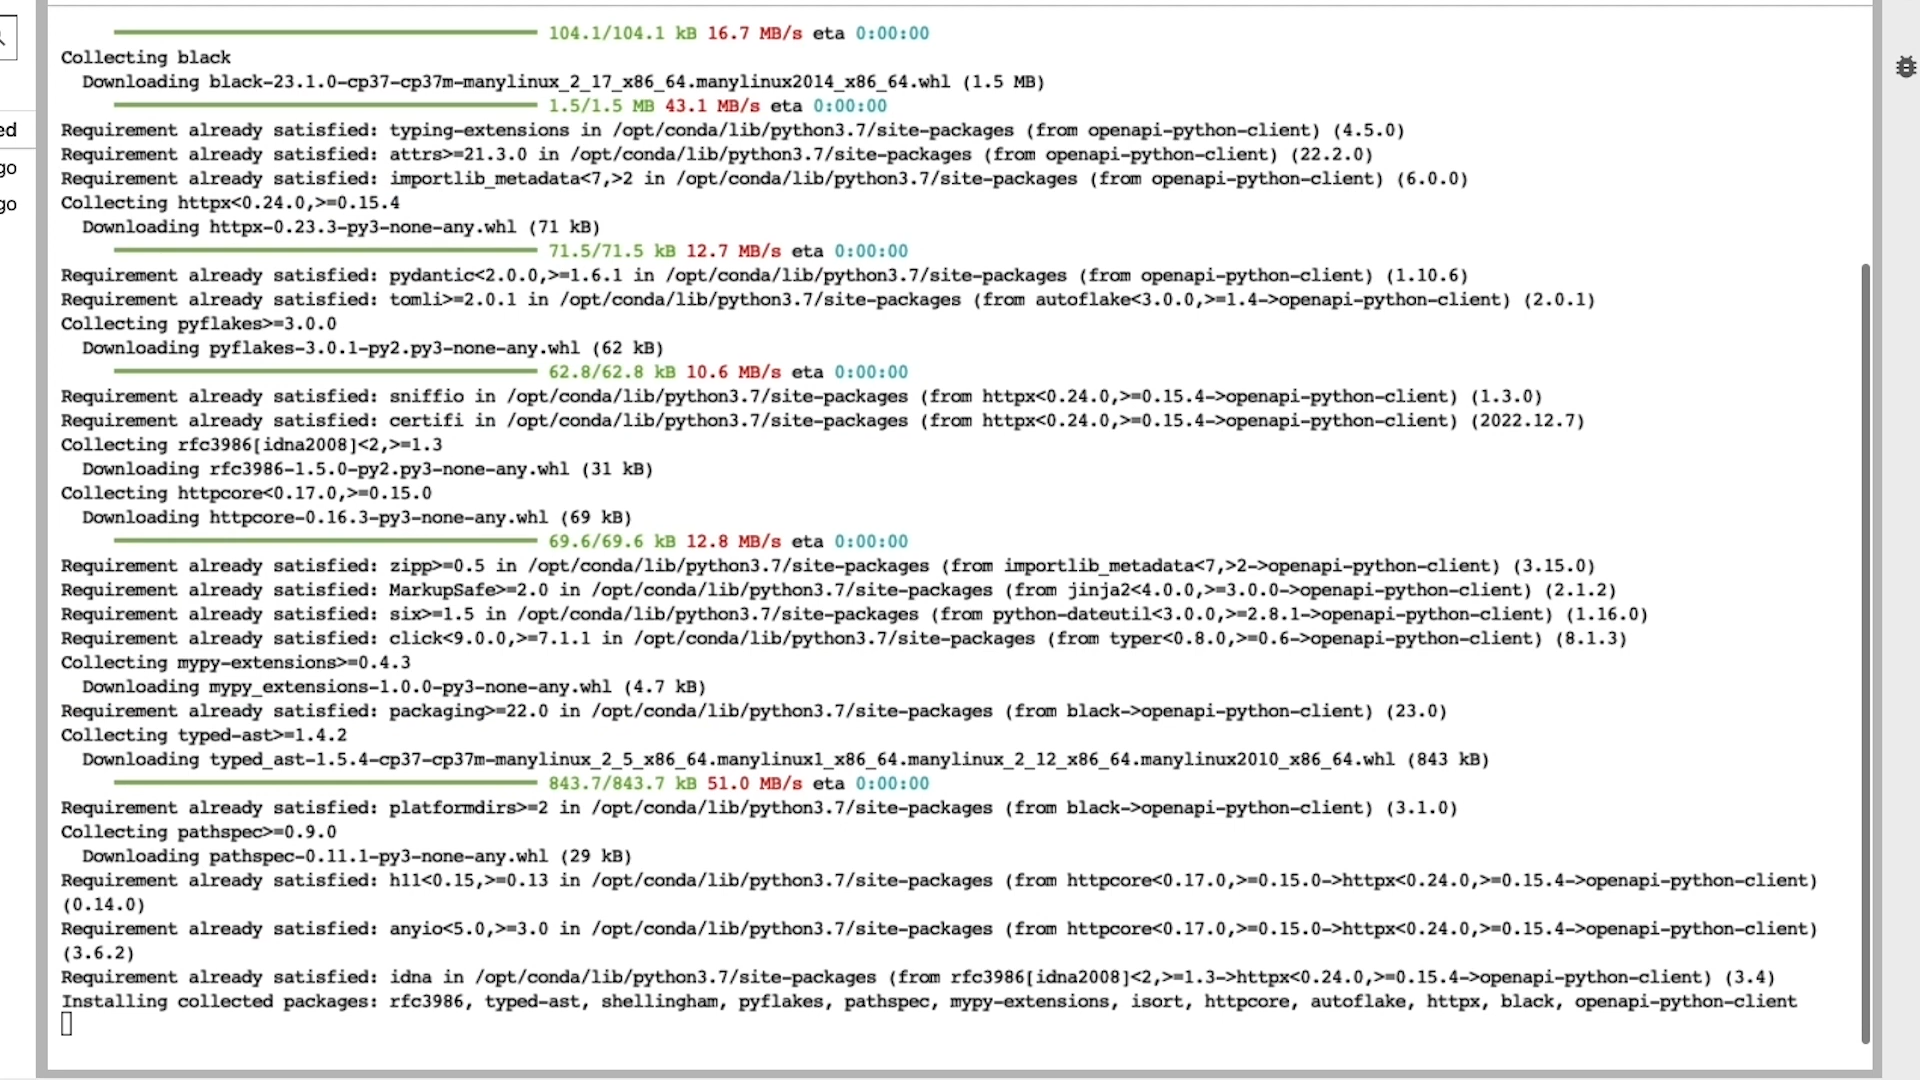 104.1/104.1 kB 16.7 MB/s eta 0:00:00
Collecting black
Downloading black-23.1.0-cp37-cp37m-manylinux_2_17_x86_64.manylinux2014_x86_64.whl (1.5 MB)
1.5/1.5 MB 43.1 MB/s eta 0:00:00
Requirement already satisfied: typing-extensions in /opt/conda/lib/python3.7/site-packages (from openapi-python-client) (4.5.0)
ed
Requirement already satisfied: attrs>=21.3.0 in /opt/conda/lib/python3.7/site-packages (from openapi-python-client) (22.2.0)
go
Requirement already satisfied: importlib_metadata<7,>2 in /opt/conda/lib/python3.7/site-packages (from openapi-python-client) (6.0.0)
Collecting httpx<0.24.0,>=0.15.4
go
Downloading httpx-0.23.3-py3-none-any.whl (71 kB)
71.5/71.5 kB 12.7 MB/s eta 0:00:00
Requirement already satisfied: pydantic<2.0.0,>=1.6.1 in /opt/conda/lib/python3.7/site-packages (from openapi-python-client) (1.10.6)
Requirement already satisfied: tomli>=2.0.1 in /opt/conda/lib/python3.7/site-packages (from autoflake<3.0.0,>=1.4->openapi-python-client) (2.0.1)
Collecting pyflakes>=3.0.0
Downloading pyflakes-3.0.1-py2.py3-none-any.whl (62 kB)
62.8/62.8 kB 10.6 MB/s eta 0:00:00
Requirement already satisfied: sniffio in /opt/conda/lib/python3.7/site-packages (from httpx<0.24.0,>=0.15.4->openapi-python-client) (1.3.0)
Requirement already satisfied: certifi in /opt/conda/lib/python3.7/site-packages (from httpx<0.24.0,>=0.15.4->openapi-python-client) (2022.12.7)
Collecting rfc3986[idna2008]<2,>=1.3
Downloading rfc3986-1.5.0-py2.py3-none-any.whl (31 kB)
Collecting httpcore<0.17.0,>=0.15.0
Downloading httpcore-0.16.3-py3-none-any.whl (69 kB)
69.6/69.6 kB 12.8 MB/s eta 0:00:00
Requirement already satisfied: zipp>=0.5 in /opt/conda/lib/python3.7/site-packages (from importlib_metadata<7,>2->openapi-python-client) (3.15.0)
Requirement already satisfied: MarkupSafe>=2.0 in /opt/conda/lib/python3.7/site-packages (from jinja2<4.0.0,>=3.0.0->openapi-python-client) (2.1.2)
Requirement already satisfied: six>=1.5 in /opt/conda/lib/python3.7/site-packages (from python-dateutil<3.0.0,>=2.8.1->openapi-python-client) (1.16.0)
Requirement already satisfied: click<9.0.0,>=7.1.1 in /opt/conda/lib/python3.7/site-packages (from typer<0.8.0,>=0.6->openapi-python-client) (8.1.3)
Collecting mypy-extensions>=0.4.3
Downloading mypy_extensions-1.0.0-py3-none-any.whl (4.7 kB)
Requirement already satisfied: packaging>=22.0 in /opt/conda/lib/python3.7/site-packages (from black->openapi-python-client) (23.0)
Collecting typed-ast>=1.4.2
Downloading typed_ast-1.5.4-cp37-cp37m-manylinux_2_5_x86_64.manylinux1_x86_64.manylinux_2_12_x86_64.manylinux2010_x86_64.whl (843 kB)
843.7/843.7 kB 51.0 MB/s eta 0:00:00
Requirement already satisfied: platformdirs>=2 in /opt/conda/lib/python3.7/site-packages (from black->openapi-python-client) (3.1.0)
Collecting pathspec>=0.9.0
Downloading pathspec-0.11.1-py3-none-any.whl (29 kB)
Requirement already satisfied: h11<0.15,>=0.13 in /opt/conda/lib/python3.7/site-packages (from httpcore<0.17.0,>=0.15.0->httpx<0.24.0,>=0.15.4->openapi-python-client)
(0.14.0)
Requirement already satisfied: anyio<5.0,>=3.0 in /opt/conda/lib/python3.7/site-packages (from httpcore<0.17.0,>=0.15.0->httpx<0.24.0,>=0.15.4->openapi-python-client)
(3.6.2)
Requirement already satisfied: idna in /opt/conda/lib/python3.7/site-packages (from rfc3986[idna2008]<2,>=1.3->httpx<0.24.0,>=0.15.4->openapi-python-client) (3.4)
Installing collected packages: rfc3986, typed-ast, shellingham, pyflakes, pathspec, mypy-extensions, isort, httpcore, autoflake, httpx, black, openapi-python-client